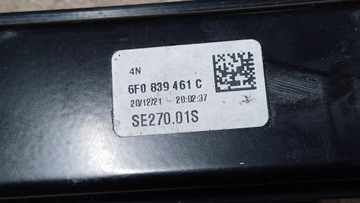 4N
6F0 839 461 C
20/12/21 - 20:02:37
SE270.01S